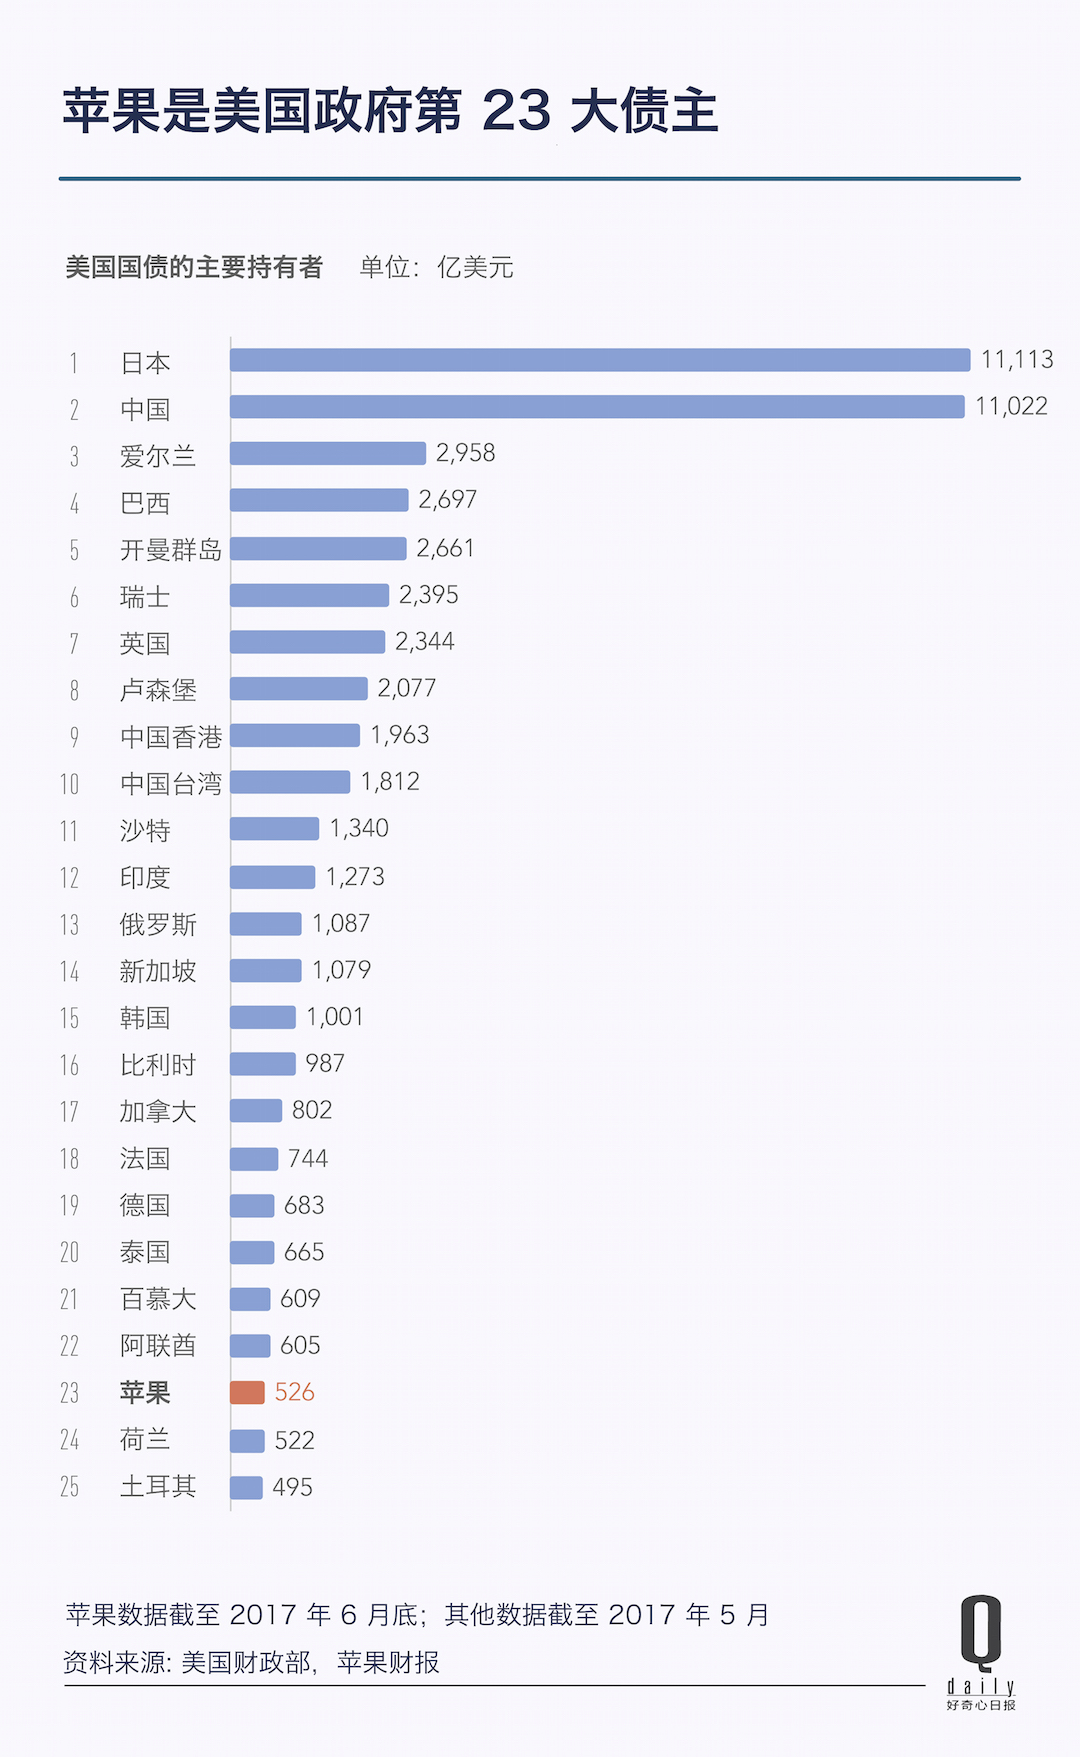 苹果是美国政府第 23 大债主
美国国债的主要持有者 单位：亿美元
1 日本 11,113
2 中国 11,022
3 爱尔兰 2,958
4 巴西 2,697
5 开曼群岛 2,661
6 瑞士 2,395
7 英国 2,344
8 卢森堡 2,077
9 中国香港 1,963
10 中国台湾 1,812
11 沙特 1,340
12 印度 1,273
13 俄罗斯 1,087
14 新加坡 1,079
15 韩国 1,001
16 比利时 987
17 加拿大 802
18 法国 744
19 德国 683
20 泰国 665
21 百慕大 609
22 阿联酋 605
23 苹果 526
24 荷兰 522
25 土耳其 495
苹果数据截至 2017 年 6 月底；其他数据截至 2017 年 5 月
资料来源: 美国财政部，苹果财报
Q
daily
好奇心日报